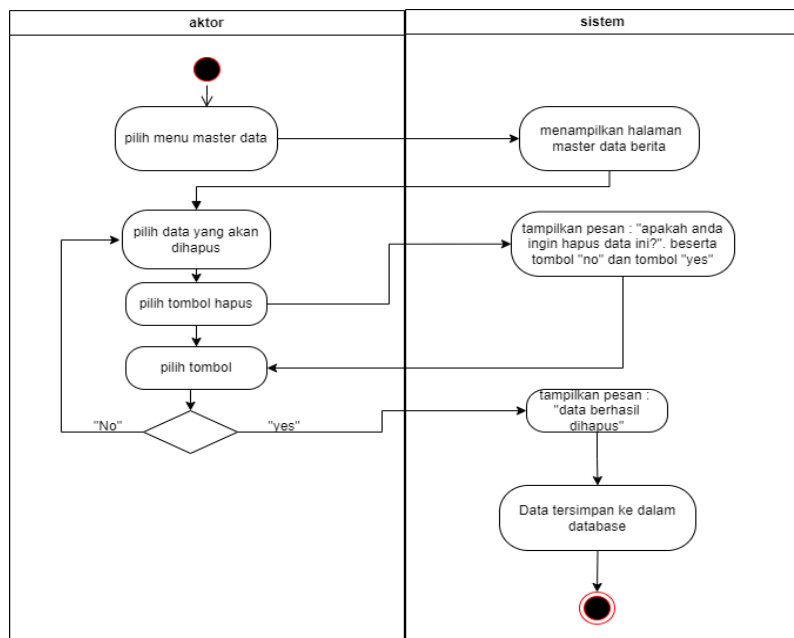 aktor
sistem
pilih menu master data
menampilkan halaman
master data berita
pilih data yang akan
dihapus
tampilkan pesan : "apakah anda
ingin hapus data ini?". beserta
tombol "no" dan tombol "yes"
pilih tombol hapus
pilih tombol
"No"
"yes"
tampilkan pesan :
"data berhasil
dihapus"
Data tersimpan ke dalam
database